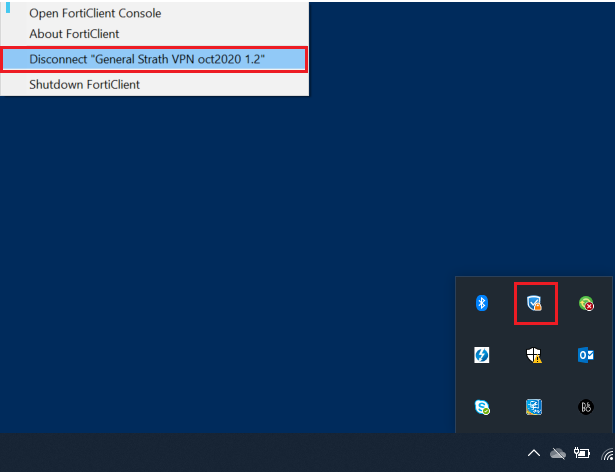 Open FortiClient Console
About FortiClient
Disconnect "General Strath VPN oct2020 1.2"
Shutdown FortiClient